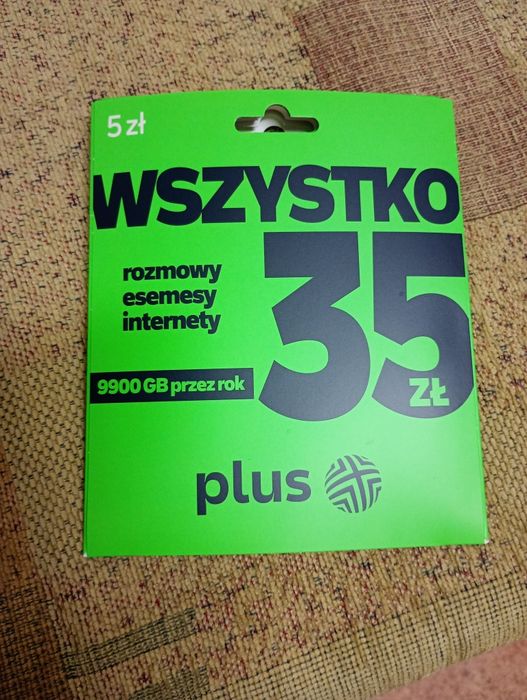 5 zł
WSZYSTKO
rozmowy
esemesy
internety
35 ZŁ
9900 GB przez rok
plus